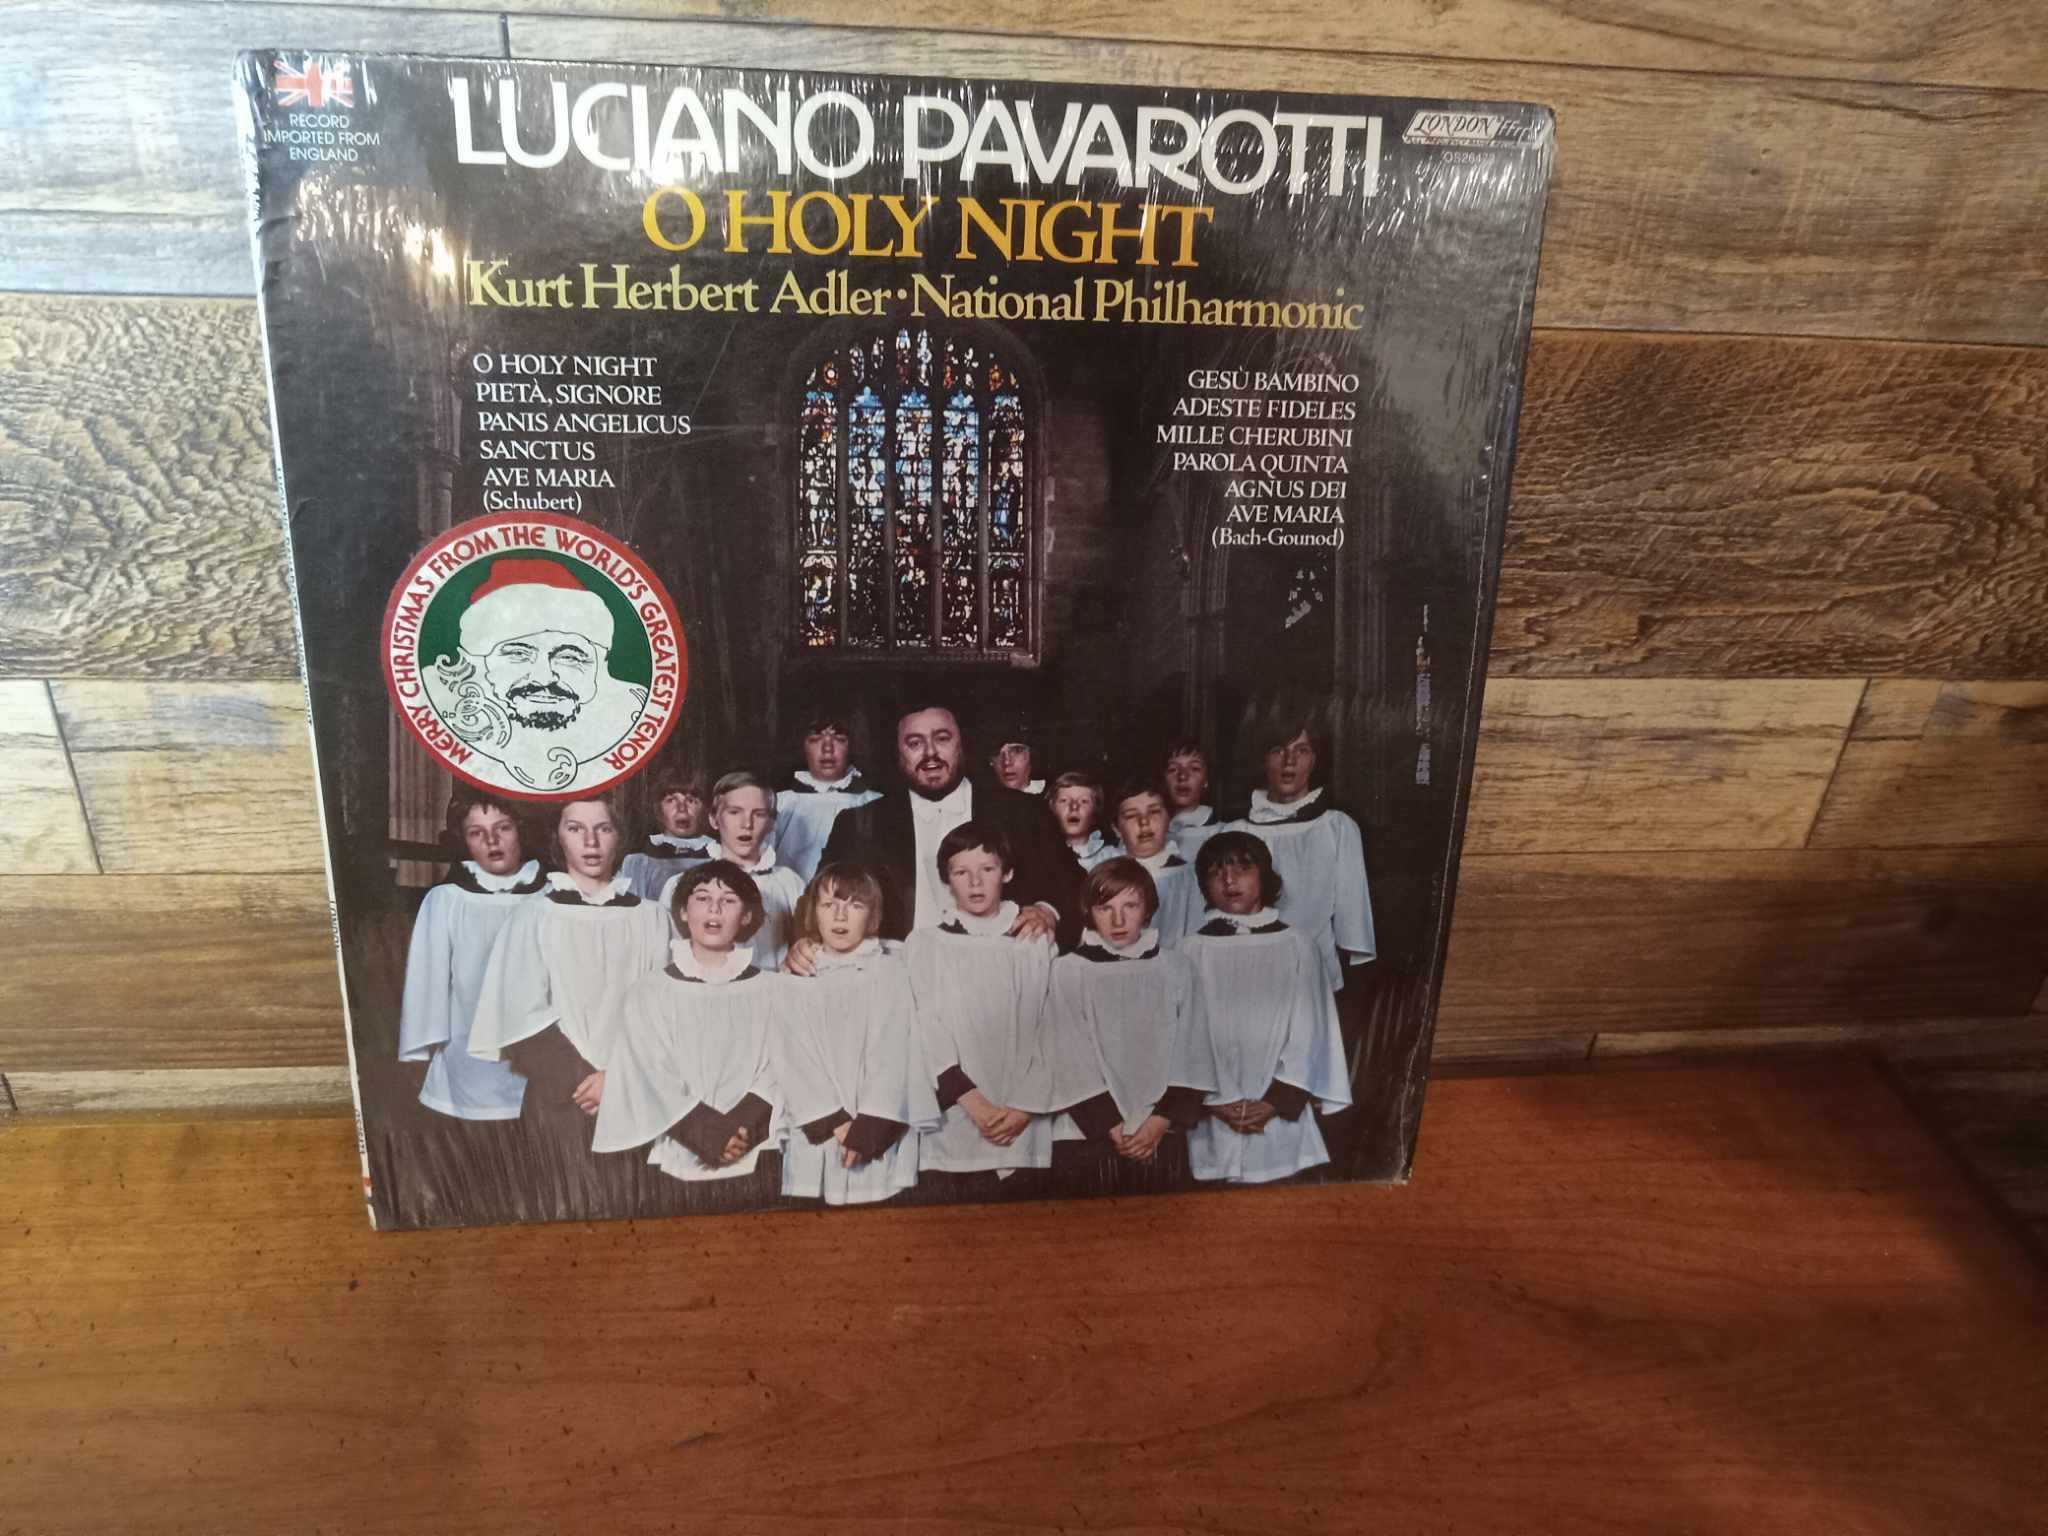 RECORD
IMPORTED FROM
ENGLAND
LUCIANO PAVAROTTI
LONDON ffrr
O HOLY NIGHT
Kurt Herbert Adler • National Philharmonic
O HOLY NIGHT
PIETÀ, SIGNORE
PANIS ANGELICUS
SANCTUS
AVE MARIA
(Schubert)
GESÙ BAMBINO
ADESTE FIDELES
MILLE CHERUBINI
PAROLA QUINTA
AGNUS DEI
AVE MARIA
(Bach-Gounod)
MERRY CHRISTMAS FROM THE WORLD'S GREATEST TENOR